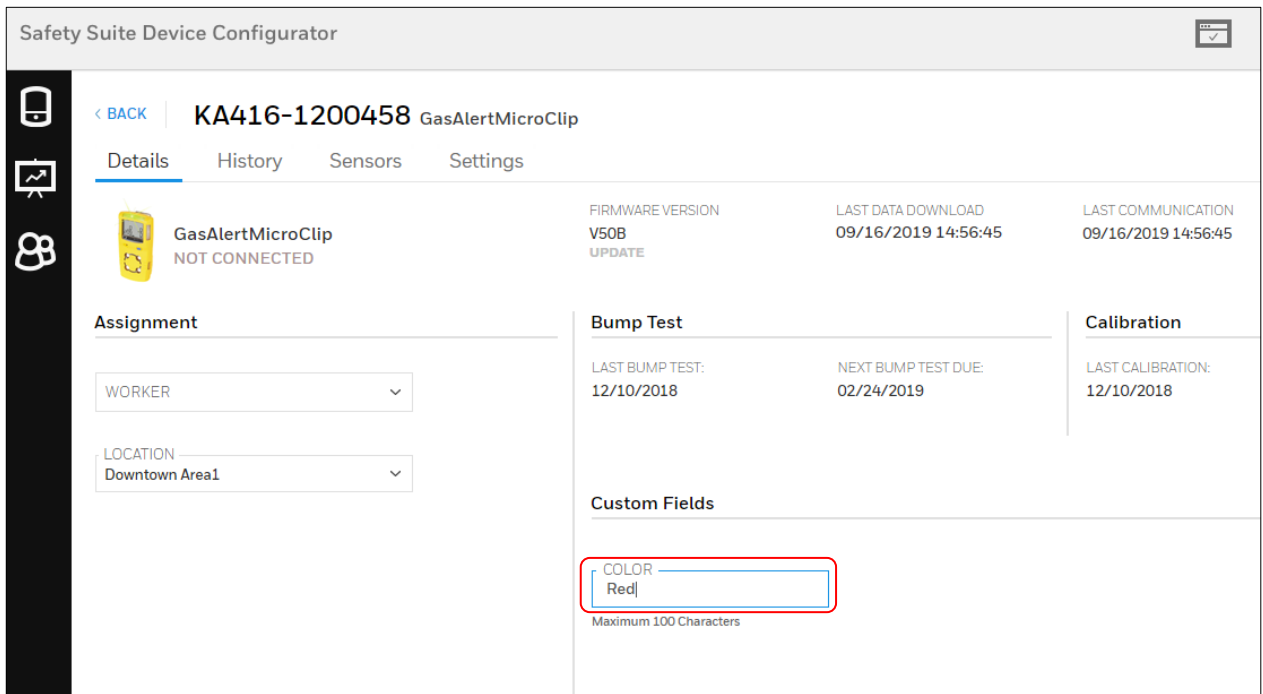 Safety Suite Device Configurator
< BACK KA416-1200458 GasAlertMicroClip
Details History Sensors Settings
GasAlertMicroClip
NOT CONNECTED
FIRMWARE VERSION
V50B
UPDATE
LAST DATA DOWNLOAD
09/16/2019 14:56:45
LAST COMMUNICATION
09/16/2019 14:56:45
Assignment
WORKER
LOCATION
Downtown Area1
Bump Test
LAST BUMP TEST:
12/10/2018
NEXT BUMP TEST DUE:
02/24/2019
Calibration
LAST CALIBRATION:
12/10/2018
Custom Fields
COLOR
Red
Maximum 100 Characters